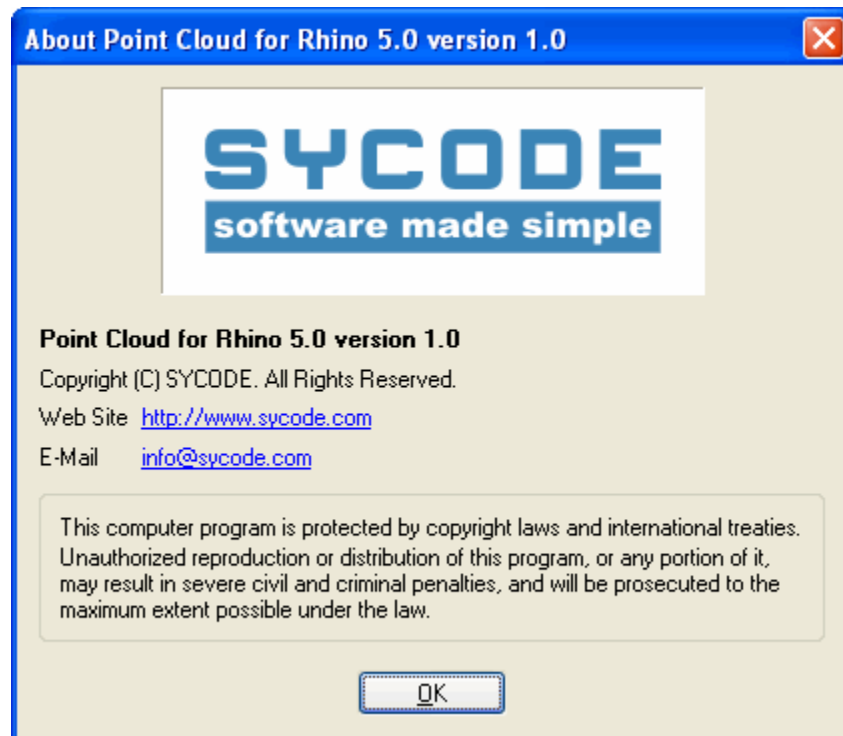 About Point Cloud for Rhino 5.0 version 1.0
SYCODE
software made simple
Point Cloud for Rhino 5.0 version 1.0
Copyright (C) SYCODE. All Rights Reserved.
Web Site http://www.sycode.com
E-Mail info@sycode.com
This computer program is protected by copyright laws and international treaties.
Unauthorized reproduction or distribution of this program, or any portion of it,
may result in severe civil and criminal penalties, and will be prosecuted to the
maximum extent possible under the law.
OK